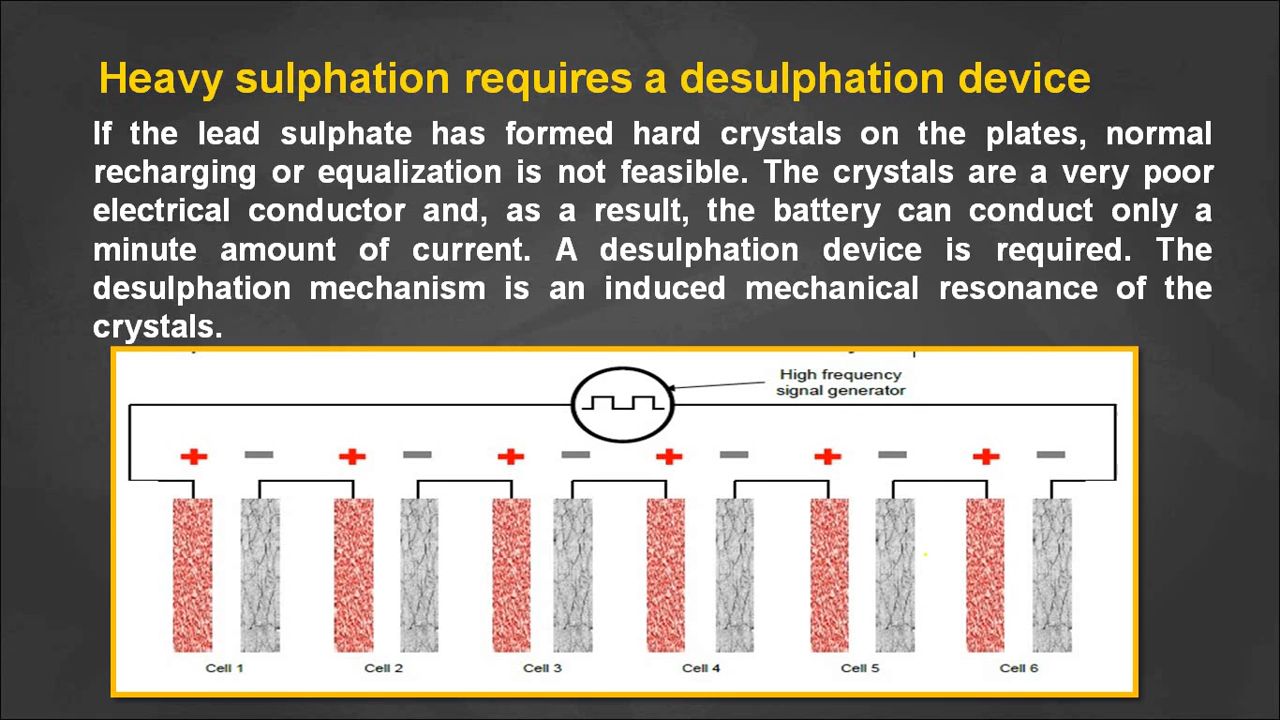 Heavy sulphation requires a desulphation device
If the lead sulphate has formed hard crystals on the plates, normal
recharging or equalization is not feasible. The crystals are a very poor
electrical conductor and, as a result, the battery can conduct only a
minute amount of current. A desulphation device is required. The
desulphation mechanism is an induced mechanical resonance of the
crystals.
High frequency
signal generator
+ − + − + − + − + − + −
Cell 1 Cell 2 Cell 3 Cell 4 Cell 5 Cell 6